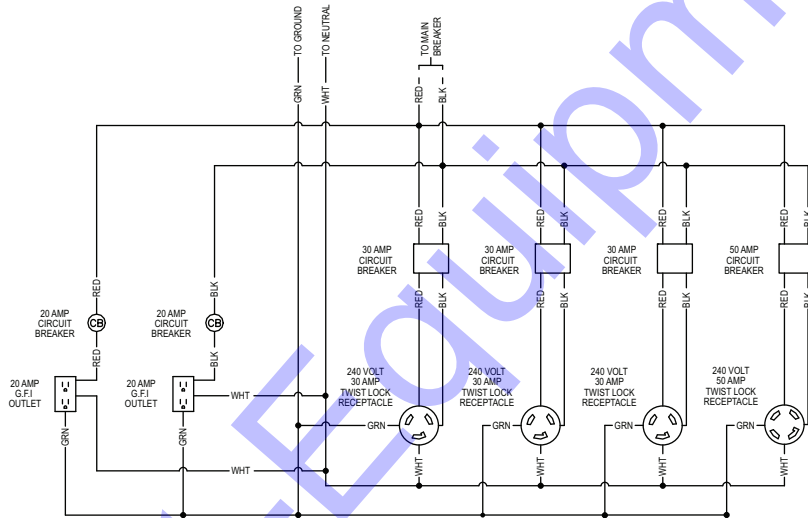 TO GROUND
TO NEUTRAL
TO MAIN
BREAKER
GRN
WHT
RED
BLK
RED
BLK
RED
BLK
RED
BLK
RED
BLK
30 AMP
CIRCUIT
BREAKER
30 AMP
CIRCUIT
BREAKER
30 AMP
CIRCUIT
BREAKER
50 AMP
CIRCUIT
BREAKER
RED
BLK
20 AMP
CIRCUIT
BREAKER
CB
20 AMP
CIRCUIT
BREAKER
CB
RED
BLK
RED
BLK
RED
BLK
RED
BLK
RED
BLK
20 AMP
G.F.I
OUTLET
20 AMP
G.F.I
OUTLET
240 VOLT
30 AMP
TWIST LOCK
RECEPTACLE
240 VOLT
30 AMP
TWIST LOCK
RECEPTACLE
240 VOLT
30 AMP
TWIST LOCK
RECEPTACLE
240 VOLT
50 AMP
TWIST LOCK
RECEPTACLE
WHT
GRN
GRN
GRN
GRN
GRN
GRN
WHT
WHT
WHT
WHT
WHT
Equipm